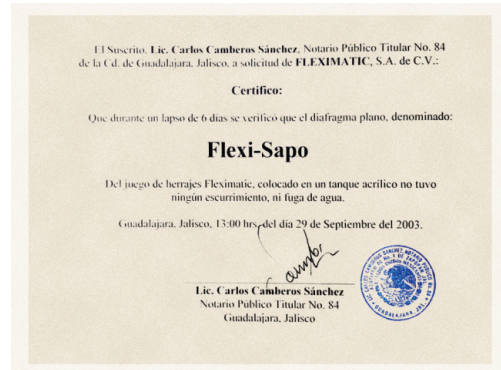 El Suscrito, Lic. Carlos Camberos Sánchez, Notario Público Titular No. 84
de la Cd. de Guadalajara, Jalisco, a solicitud de FLEXIMATIC, S.A. de C.V.:
Certifico:
Que durante un lapso de 6 días se verificó que el diafragma plano, denominado:
Flexi-Sapo
Del juego de herrajes Fleximatic, colocado en un tanque acrílico no tuvo
ningún escurrimiento, ni fuga de agua.
Guadalajara, Jalisco, 13:00 hrs. del día 29 de Septiembre del 2003.
Lic. Carlos Camberos Sánchez
Notario Público Titular No. 84
Guadalajara, Jalisco
GUADALAJARA, JAL.